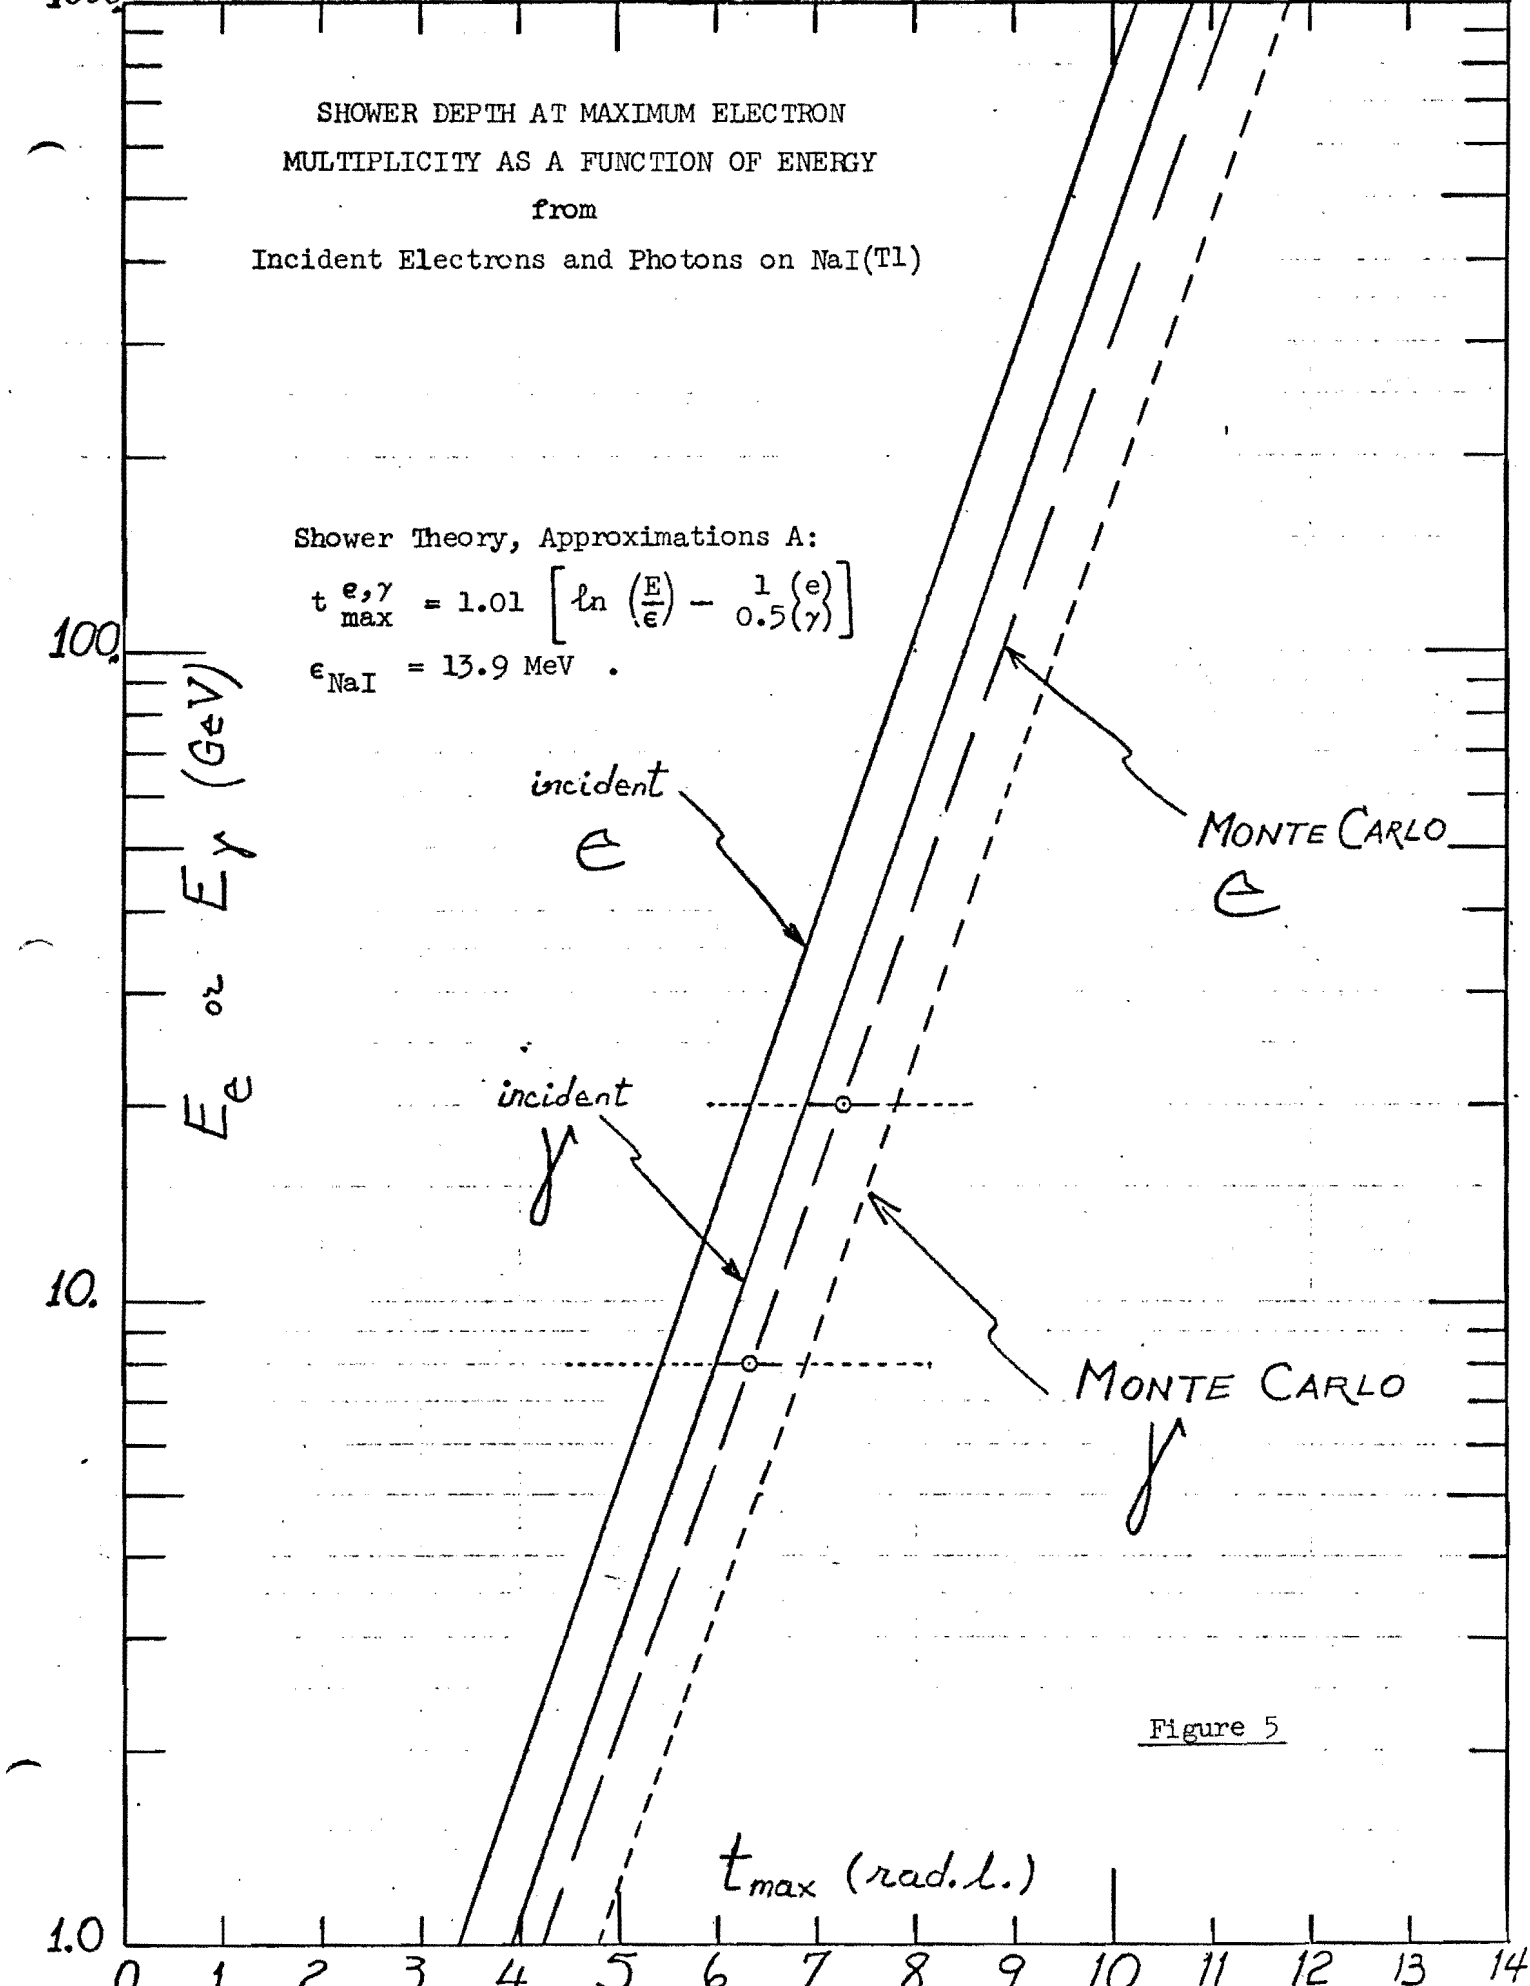 1000.
SHOWER DEPTH AT MAXIMUM ELECTRON
MULTIPLICITY AS A FUNCTION OF ENERGY
from
Incident Electrons and Photons on NaI(Tl)
Shower Theory, Approximations A:
t e,γ max = 1.01 [ℓn (E/ϵ) − 1 (e) 0.5 (γ)]
ϵ NaI = 13.9 MeV .
100.
E e or E γ (GeV)
incident
e
MONTE CARLO
e
incident
γ
10.
MONTE CARLO
γ
Figure 5
t max (rad. l.)
1.0
0 1 2 3 4 5 6 7 8 9 10 11 12 13 14